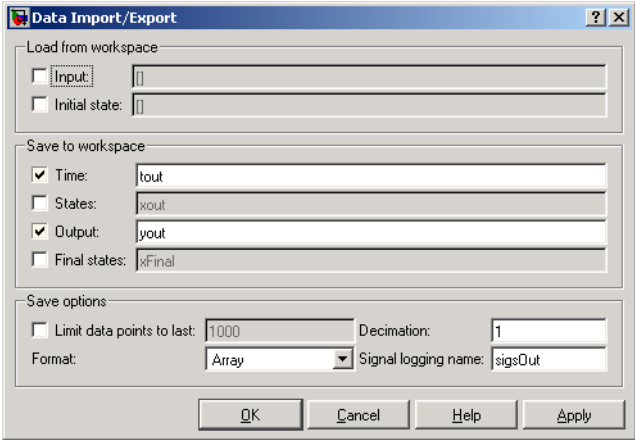 Data Import/Export
Load from workspace
Input: []
Initial state: []
Save to workspace
Time: tout
States: xout
Output: yout
Final states: xFinal
Save options
Limit data points to last: 1000 Decimation: 1
Format: Array Signal logging name: sigsOut
OK Cancel Help Apply